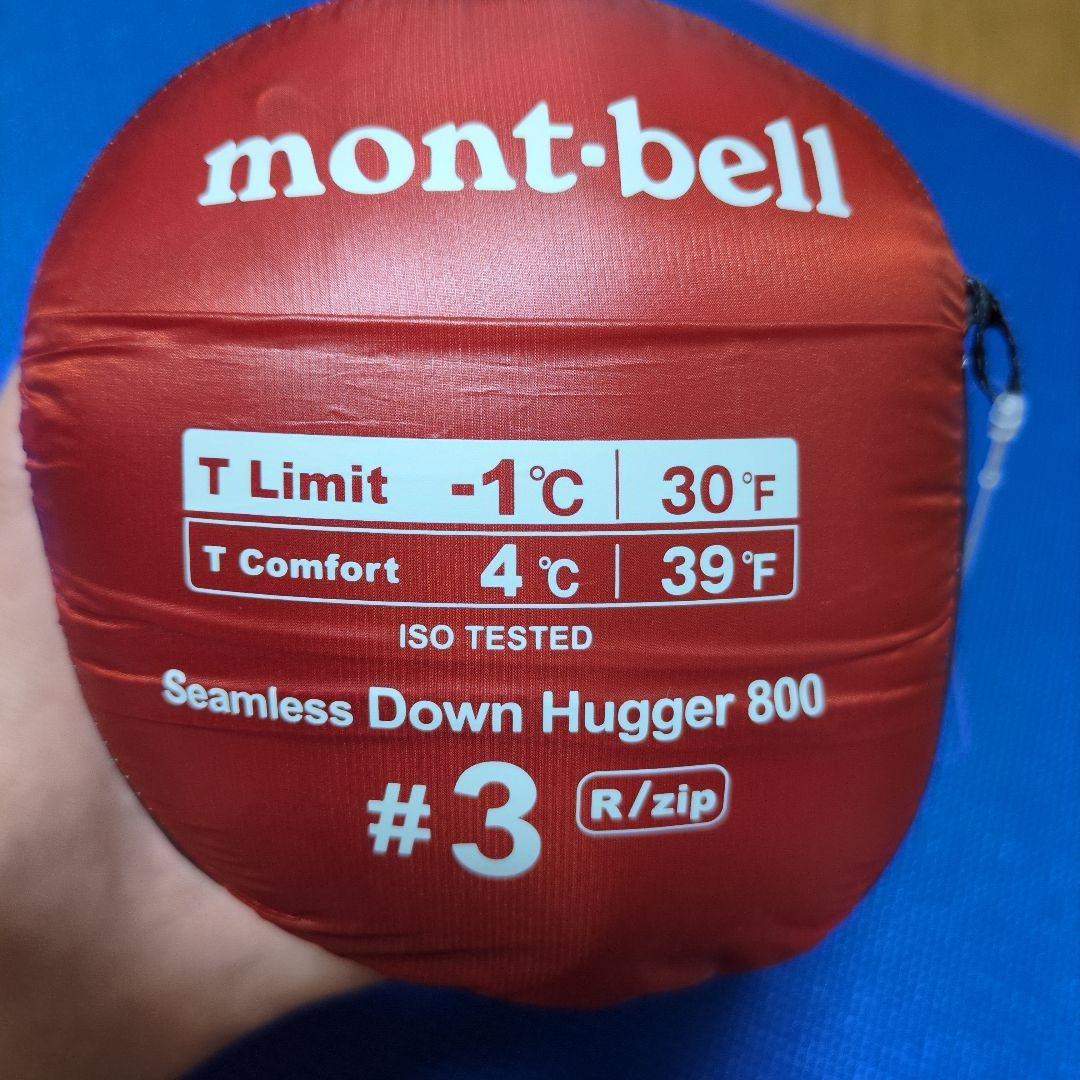 mont-bell
T Limit -1℃ 30°F
T Comfort 4℃ 39°F
ISO TESTED
Seamless Down Hugger 800
#3 R/zip